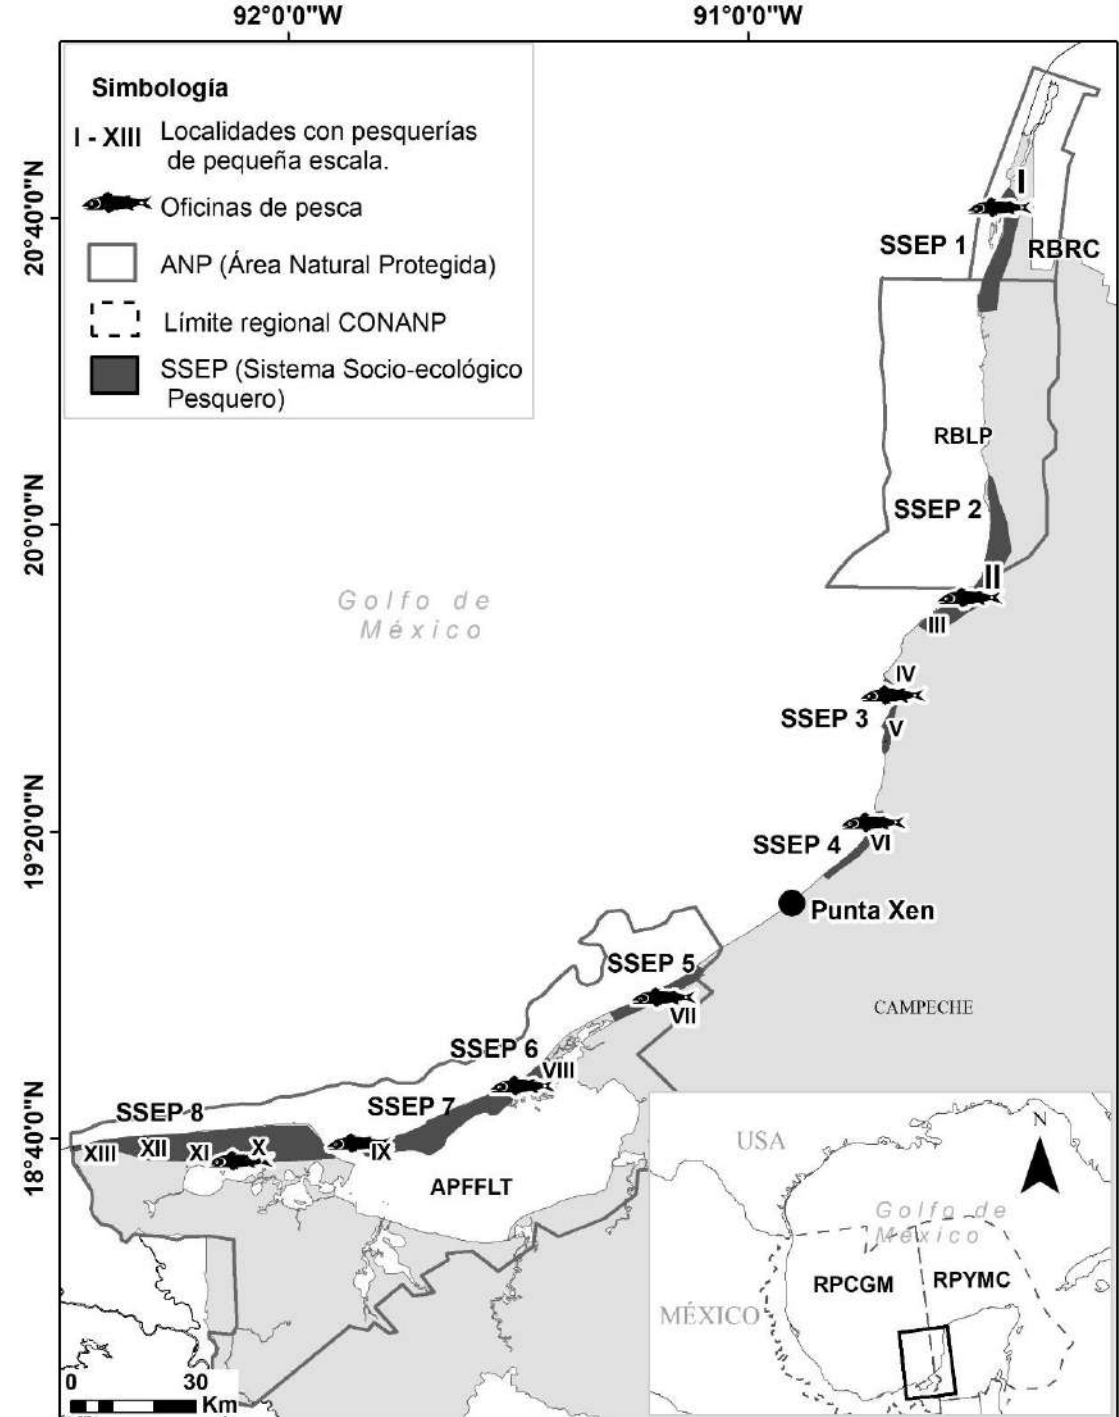 92°0'0"W
91°0'0"W
Simbología
I - XIII Localidades con pesquerías
de pequeña escala.
Oficinas de pesca
ANP (Área Natural Protegida)
Límite regional CONANP
SSEP (Sistema Socio-ecológico
Pesquero)
20°40'0"N
20°0'0"N
19°20'0"N
18°40'0"N
I
SSEP 1
RBRC
RBLP
SSEP 2
II
III
Golfo de
México
IV
SSEP 3
V
SSEP 4
VI
Punta Xen
SSEP 5
VII
CAMPECHE
SSEP 6
VIII
SSEP 7
SSEP 8
XIII
XII
XI
X
IX
APFFLT
USA
N
Golfo de
México
RPCGM
RPYMC
MÉXICO
0
30
Km